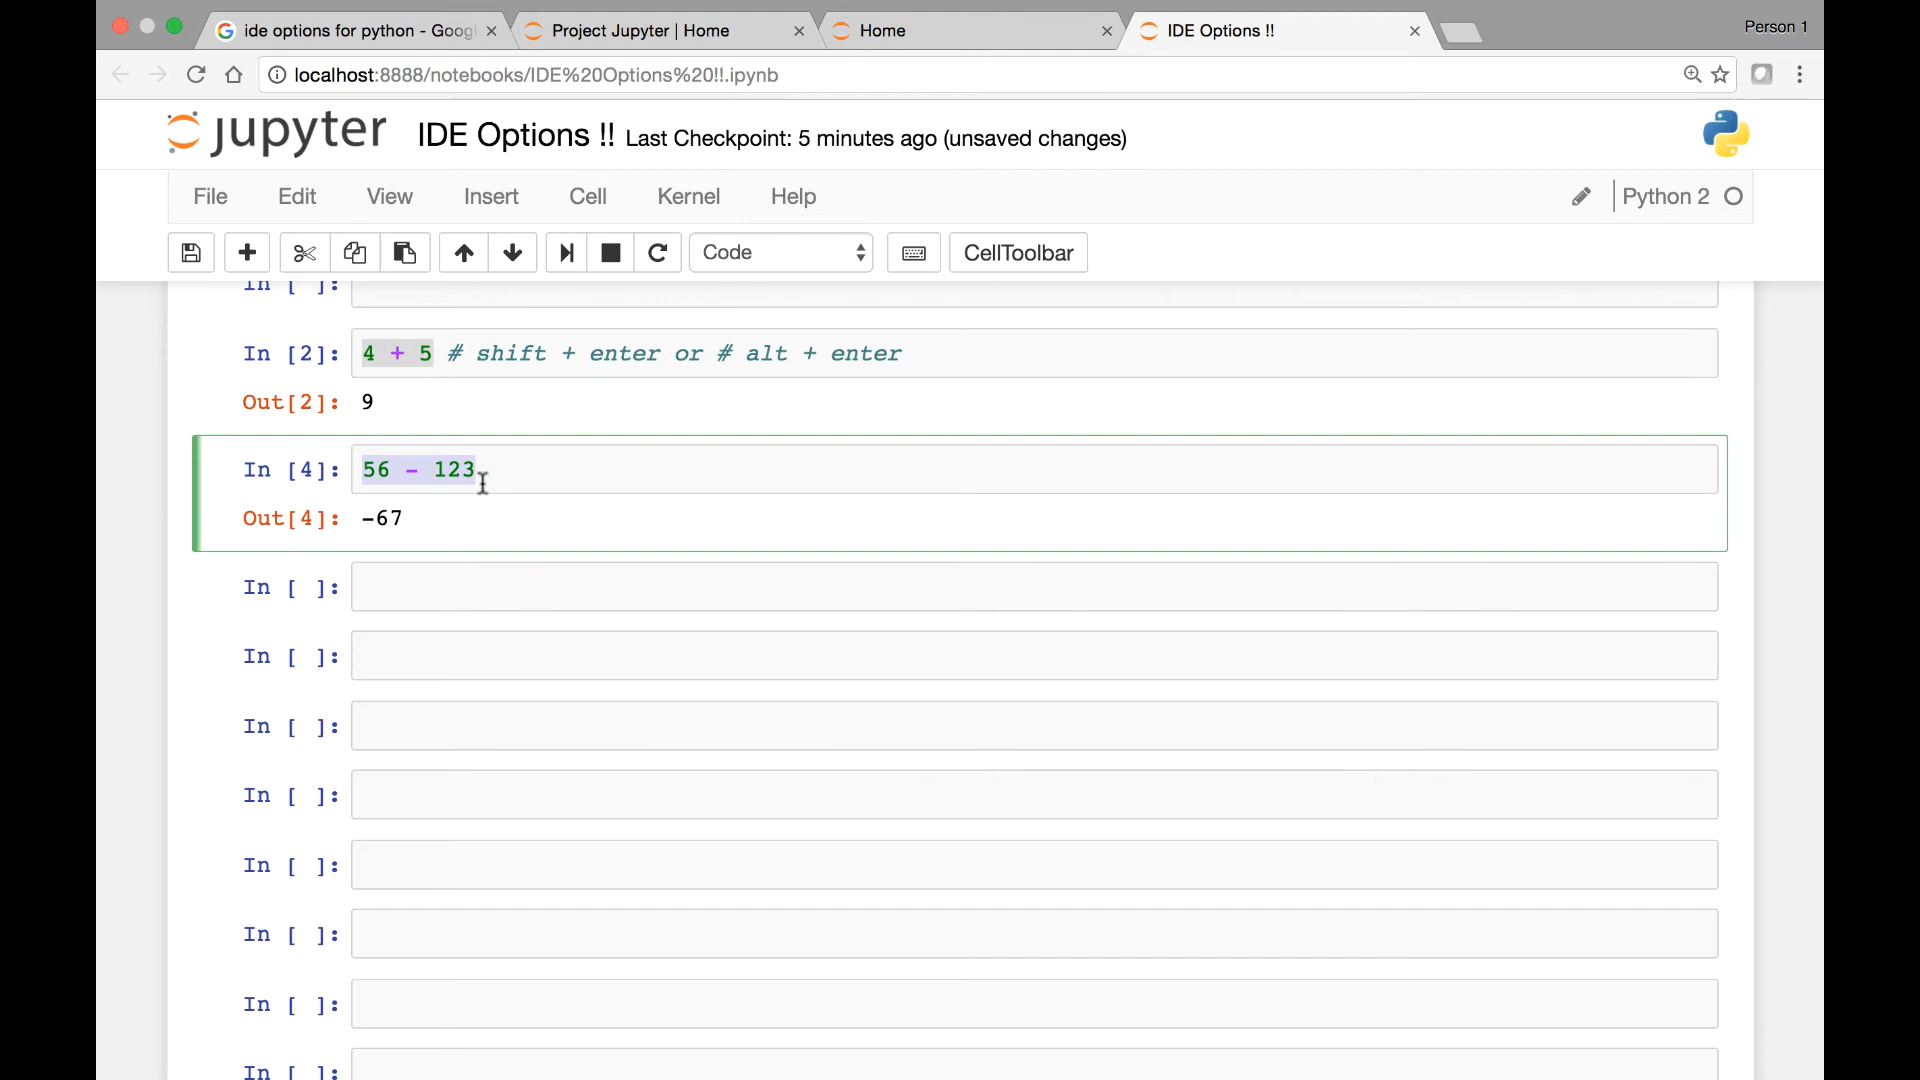 ide options for python - Goog
Project Jupyter | Home
Home
IDE Options !!
Person 1
localhost:8888/notebooks/IDE%20Options%20!!.ipynb
jupyter IDE Options !! Last Checkpoint: 5 minutes ago (unsaved changes)
File Edit View Insert Cell Kernel Help Python 2
Code CellToolbar
In [ ]:
In [2]: 4 + 5 # shift + enter or # alt + enter
Out[2]: 9
In [4]: 56 - 123
Out[4]: -67
In [ ]:
In [ ]:
In [ ]:
In [ ]:
In [ ]:
In [ ]:
In [ ]:
In [ ]: